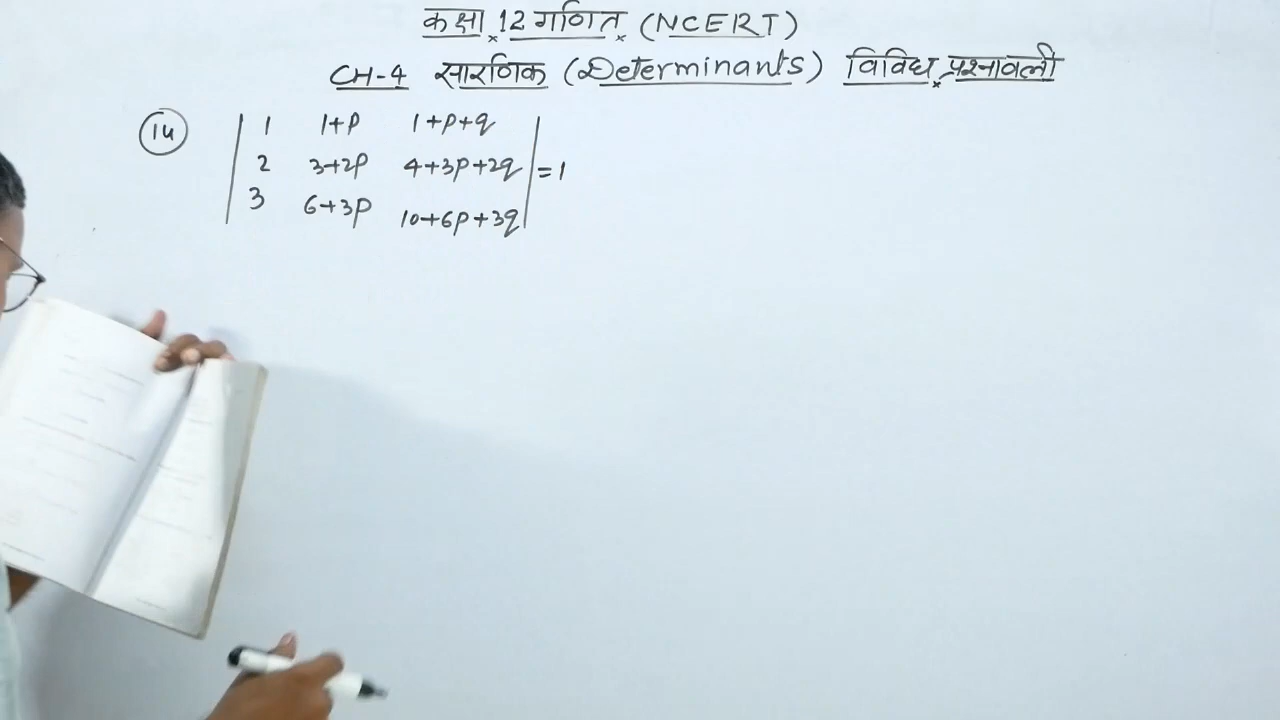 कक्षा 12 गणित (NCERT)
CH-4 सारणिक (Determinants) विविध प्रश्नावली
(14) | 1 1+p 1+p+q |
| 2 3+2p 4+3p+2q | = 1
| 3 6+3p 10+6p+3q |